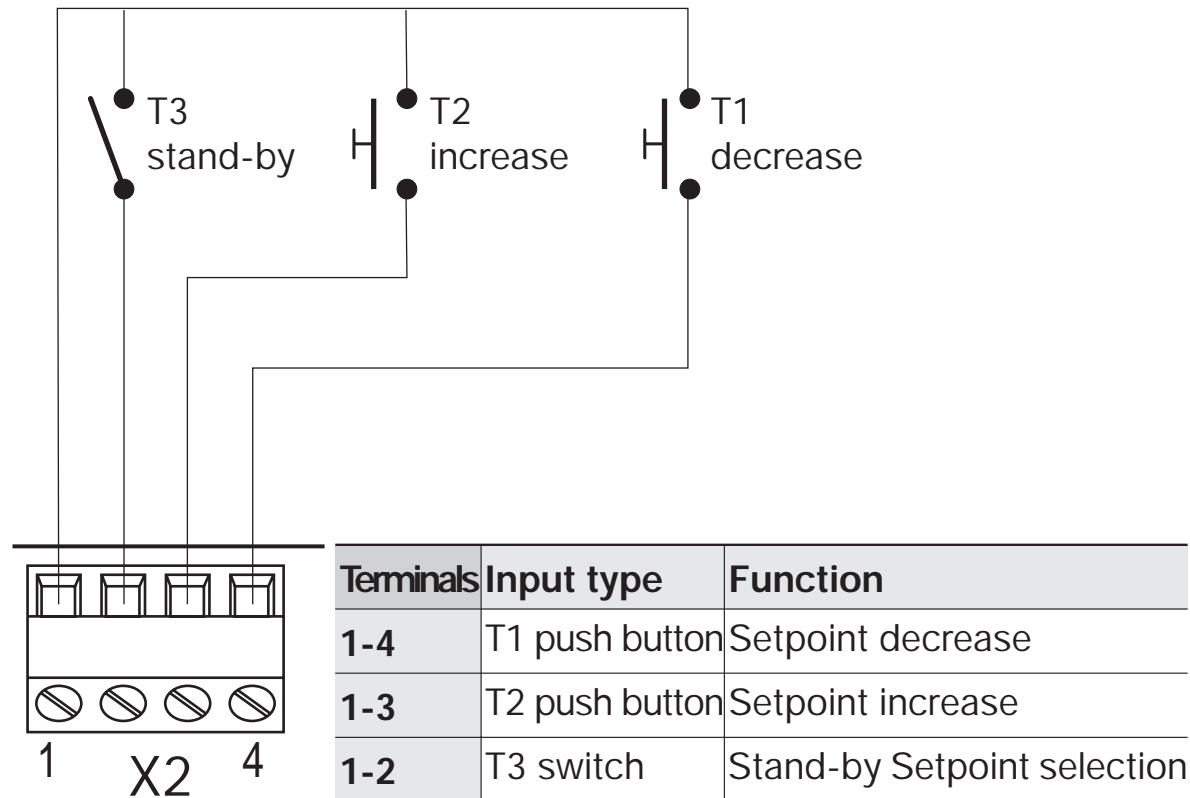 T3
stand-by
T2
increase
T1
decrease
1 X2 4
Terminals Input type Function
1-4 T1 push button Setpoint decrease
1-3 T2 push button Setpoint increase
1-2 T3 switch Stand-by Setpoint selection